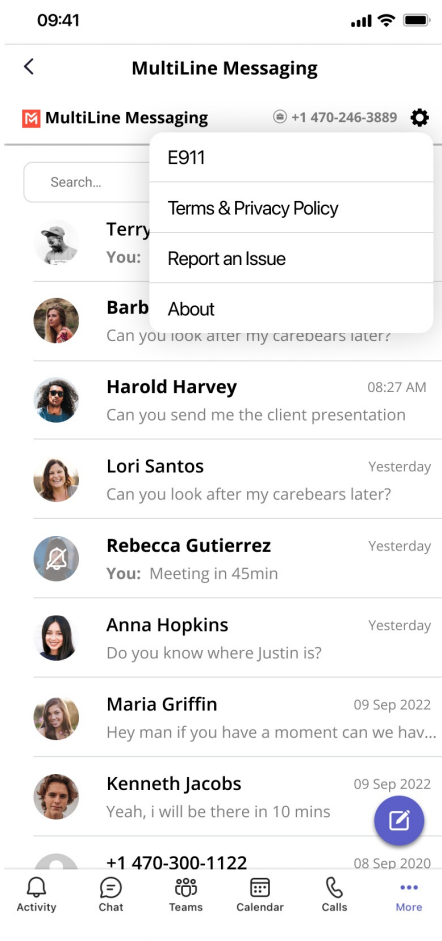 09:41
MultiLine Messaging
MultiLine Messaging
+1 470-246-3889
E911
Terms & Privacy Policy
Report an Issue
About
Search...
Terry
You:
Barb
Can you look after my carebears later?
Harold Harvey
08:27 AM
Can you send me the client presentation
Lori Santos
Yesterday
Can you look after my carebears later?
Rebecca Gutierrez
Yesterday
You: Meeting in 45min
Anna Hopkins
Yesterday
Do you know where Justin is?
Maria Griffin
09 Sep 2022
Hey man if you have a moment can we hav...
Kenneth Jacobs
09 Sep 2022
Yeah, i will be there in 10 mins
+1 470-300-1122
08 Sep 2020
Activity
Chat
Teams
Calendar
Calls
More